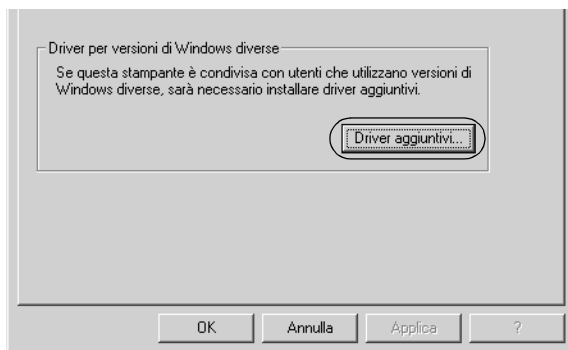 Driver per versioni di Windows diverse
Se questa stampante è condivisa con utenti che utilizzano versioni di
Windows diverse, sarà necessario installare driver aggiuntivi.
Driver aggiuntivi...
OK Annulla Applica ?